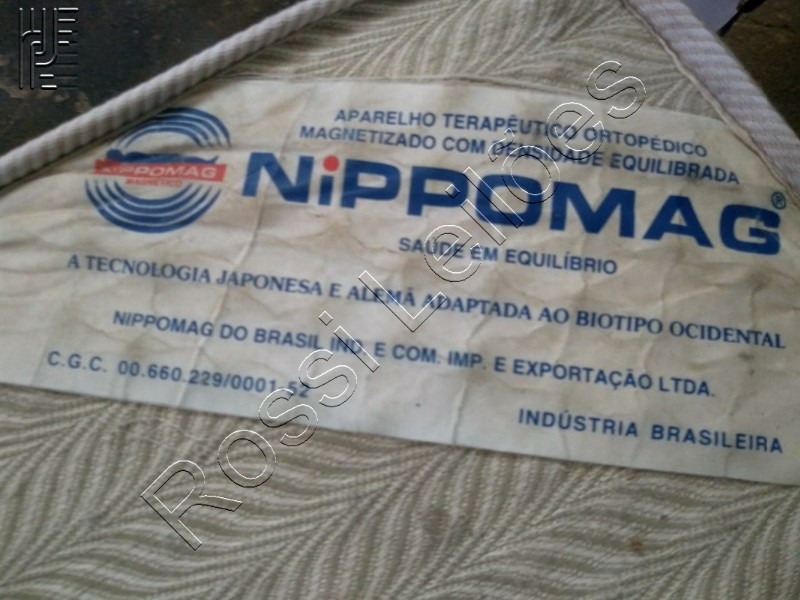 APARELHO TERAPÊUTICO ORTOPÉDICO
MAGNETIZADO COM DENSIDADE EQUILIBRADA
NIPPOMAG
MAGNÉTICO
NiPPOMAG®
SAÚDE EM EQUILÍBRIO
A TECNOLOGIA JAPONESA E ALEMÃ ADAPTADA AO BIOTIPO OCIDENTAL
NIPPOMAG DO BRASIL IND. E COM. IMP. E EXPORTAÇÃO LTDA.
C.G.C. 00.660.229/0001-52
INDÚSTRIA BRASILEIRA
Rossi Leilões